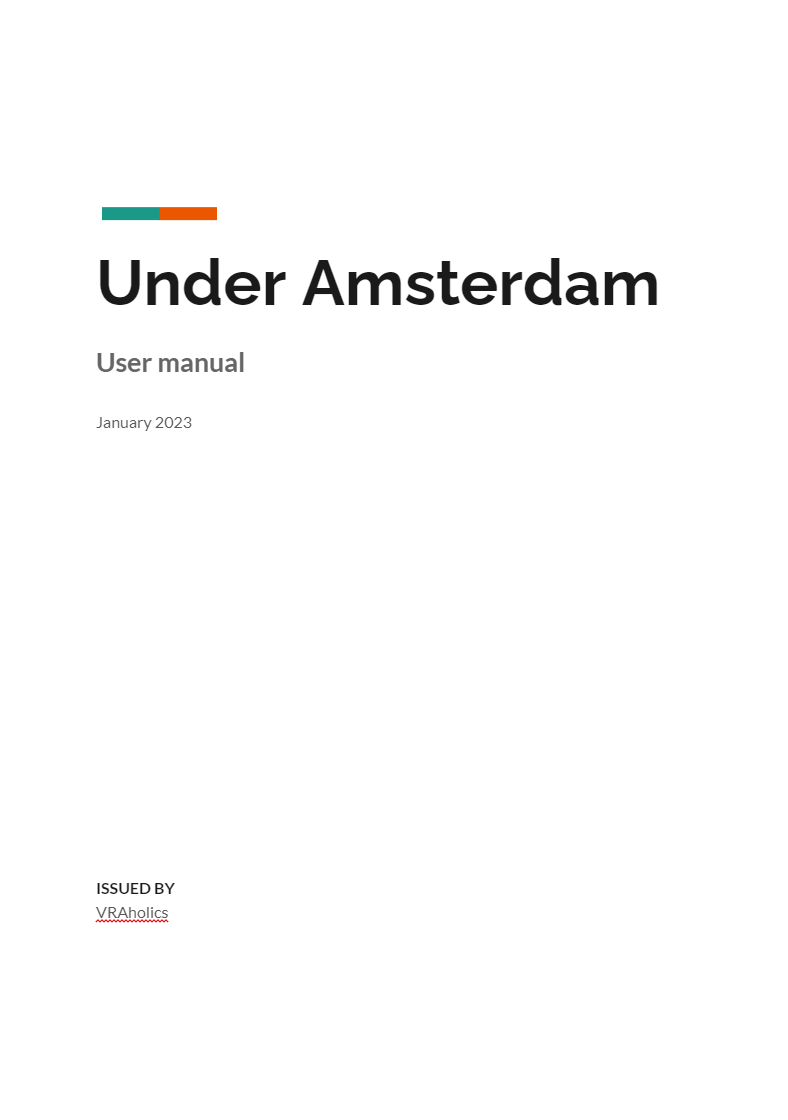 Under Amsterdam
User manual
January 2023
ISSUED BY
VRAholics